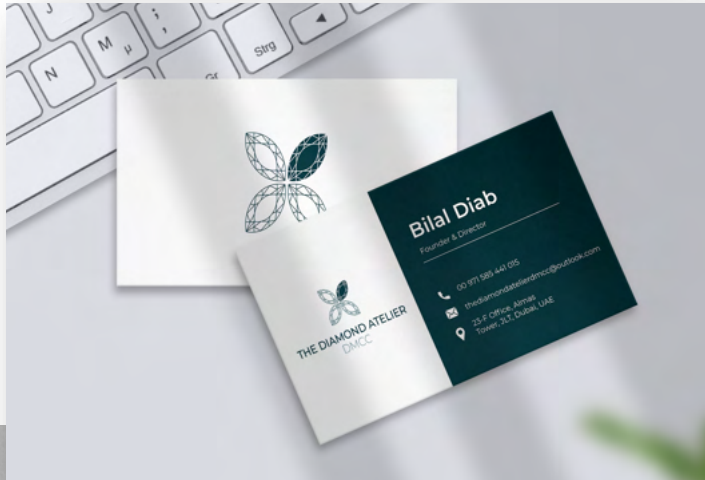 J
;
,
N
M
µ
Gr
Strg
◄
Bilal Diab
Founder & Director
00 971 585 441 015
thediamondatelierdmcc@outlook.com
23-F Office, Almas
Tower, JLT, Dubai, UAE
THE DIAMOND ATELIER
DMCC